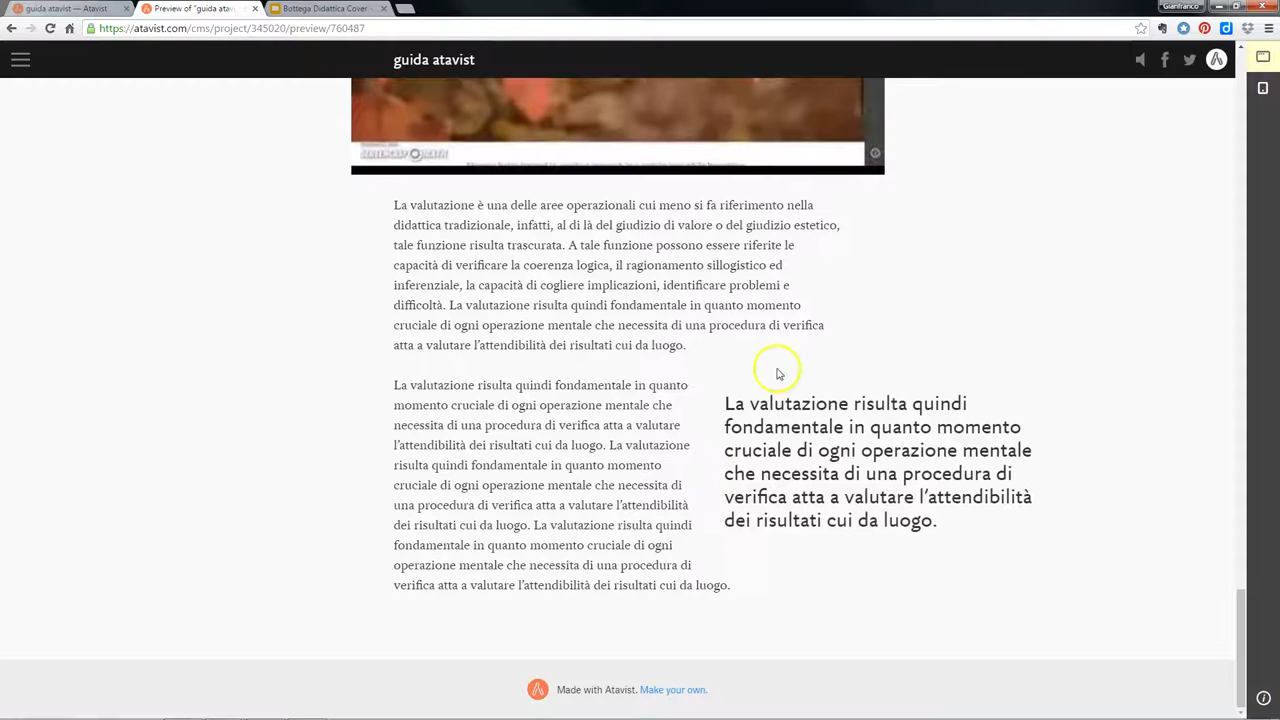 guida atavist — Atavist
Preview of "guida atav
Bottega Didattica Cover
Gianfranco
https://atavist.com/cms/project/345020/preview/760487
guida atavist
La valutazione è una delle aree operazionali cui meno si fa riferimento nella
didattica tradizionale, infatti, al di là del giudizio di valore o del giudizio estetico,
tale funzione risulta trascurata. A tale funzione possono essere riferite le
capacità di verificare la coerenza logica, il ragionamento sillogistico ed
inferenziale, la capacità di cogliere implicazioni, identificare problemi e
difficoltà. La valutazione risulta quindi fondamentale in quanto momento
cruciale di ogni operazione mentale che necessita di una procedura di verifica
atta a valutare l'attendibilità dei risultati cui da luogo.
La valutazione risulta quindi fondamentale in quanto
momento cruciale di ogni operazione mentale che
necessita di una procedura di verifica atta a valutare
l'attendibilità dei risultati cui da luogo. La valutazione
risulta quindi fondamentale in quanto momento
cruciale di ogni operazione mentale che necessita di
una procedura di verifica atta a valutare l'attendibilità
dei risultati cui da luogo. La valutazione risulta quindi
fondamentale in quanto momento cruciale di ogni
operazione mentale che necessita di una procedura di
verifica atta a valutare l'attendibilità dei risultati cui da luogo.
La valutazione risulta quindi
fondamentale in quanto momento
cruciale di ogni operazione mentale
che necessita di una procedura di
verifica atta a valutare l'attendibilità
dei risultati cui da luogo.
Made with Atavist. Make your own.